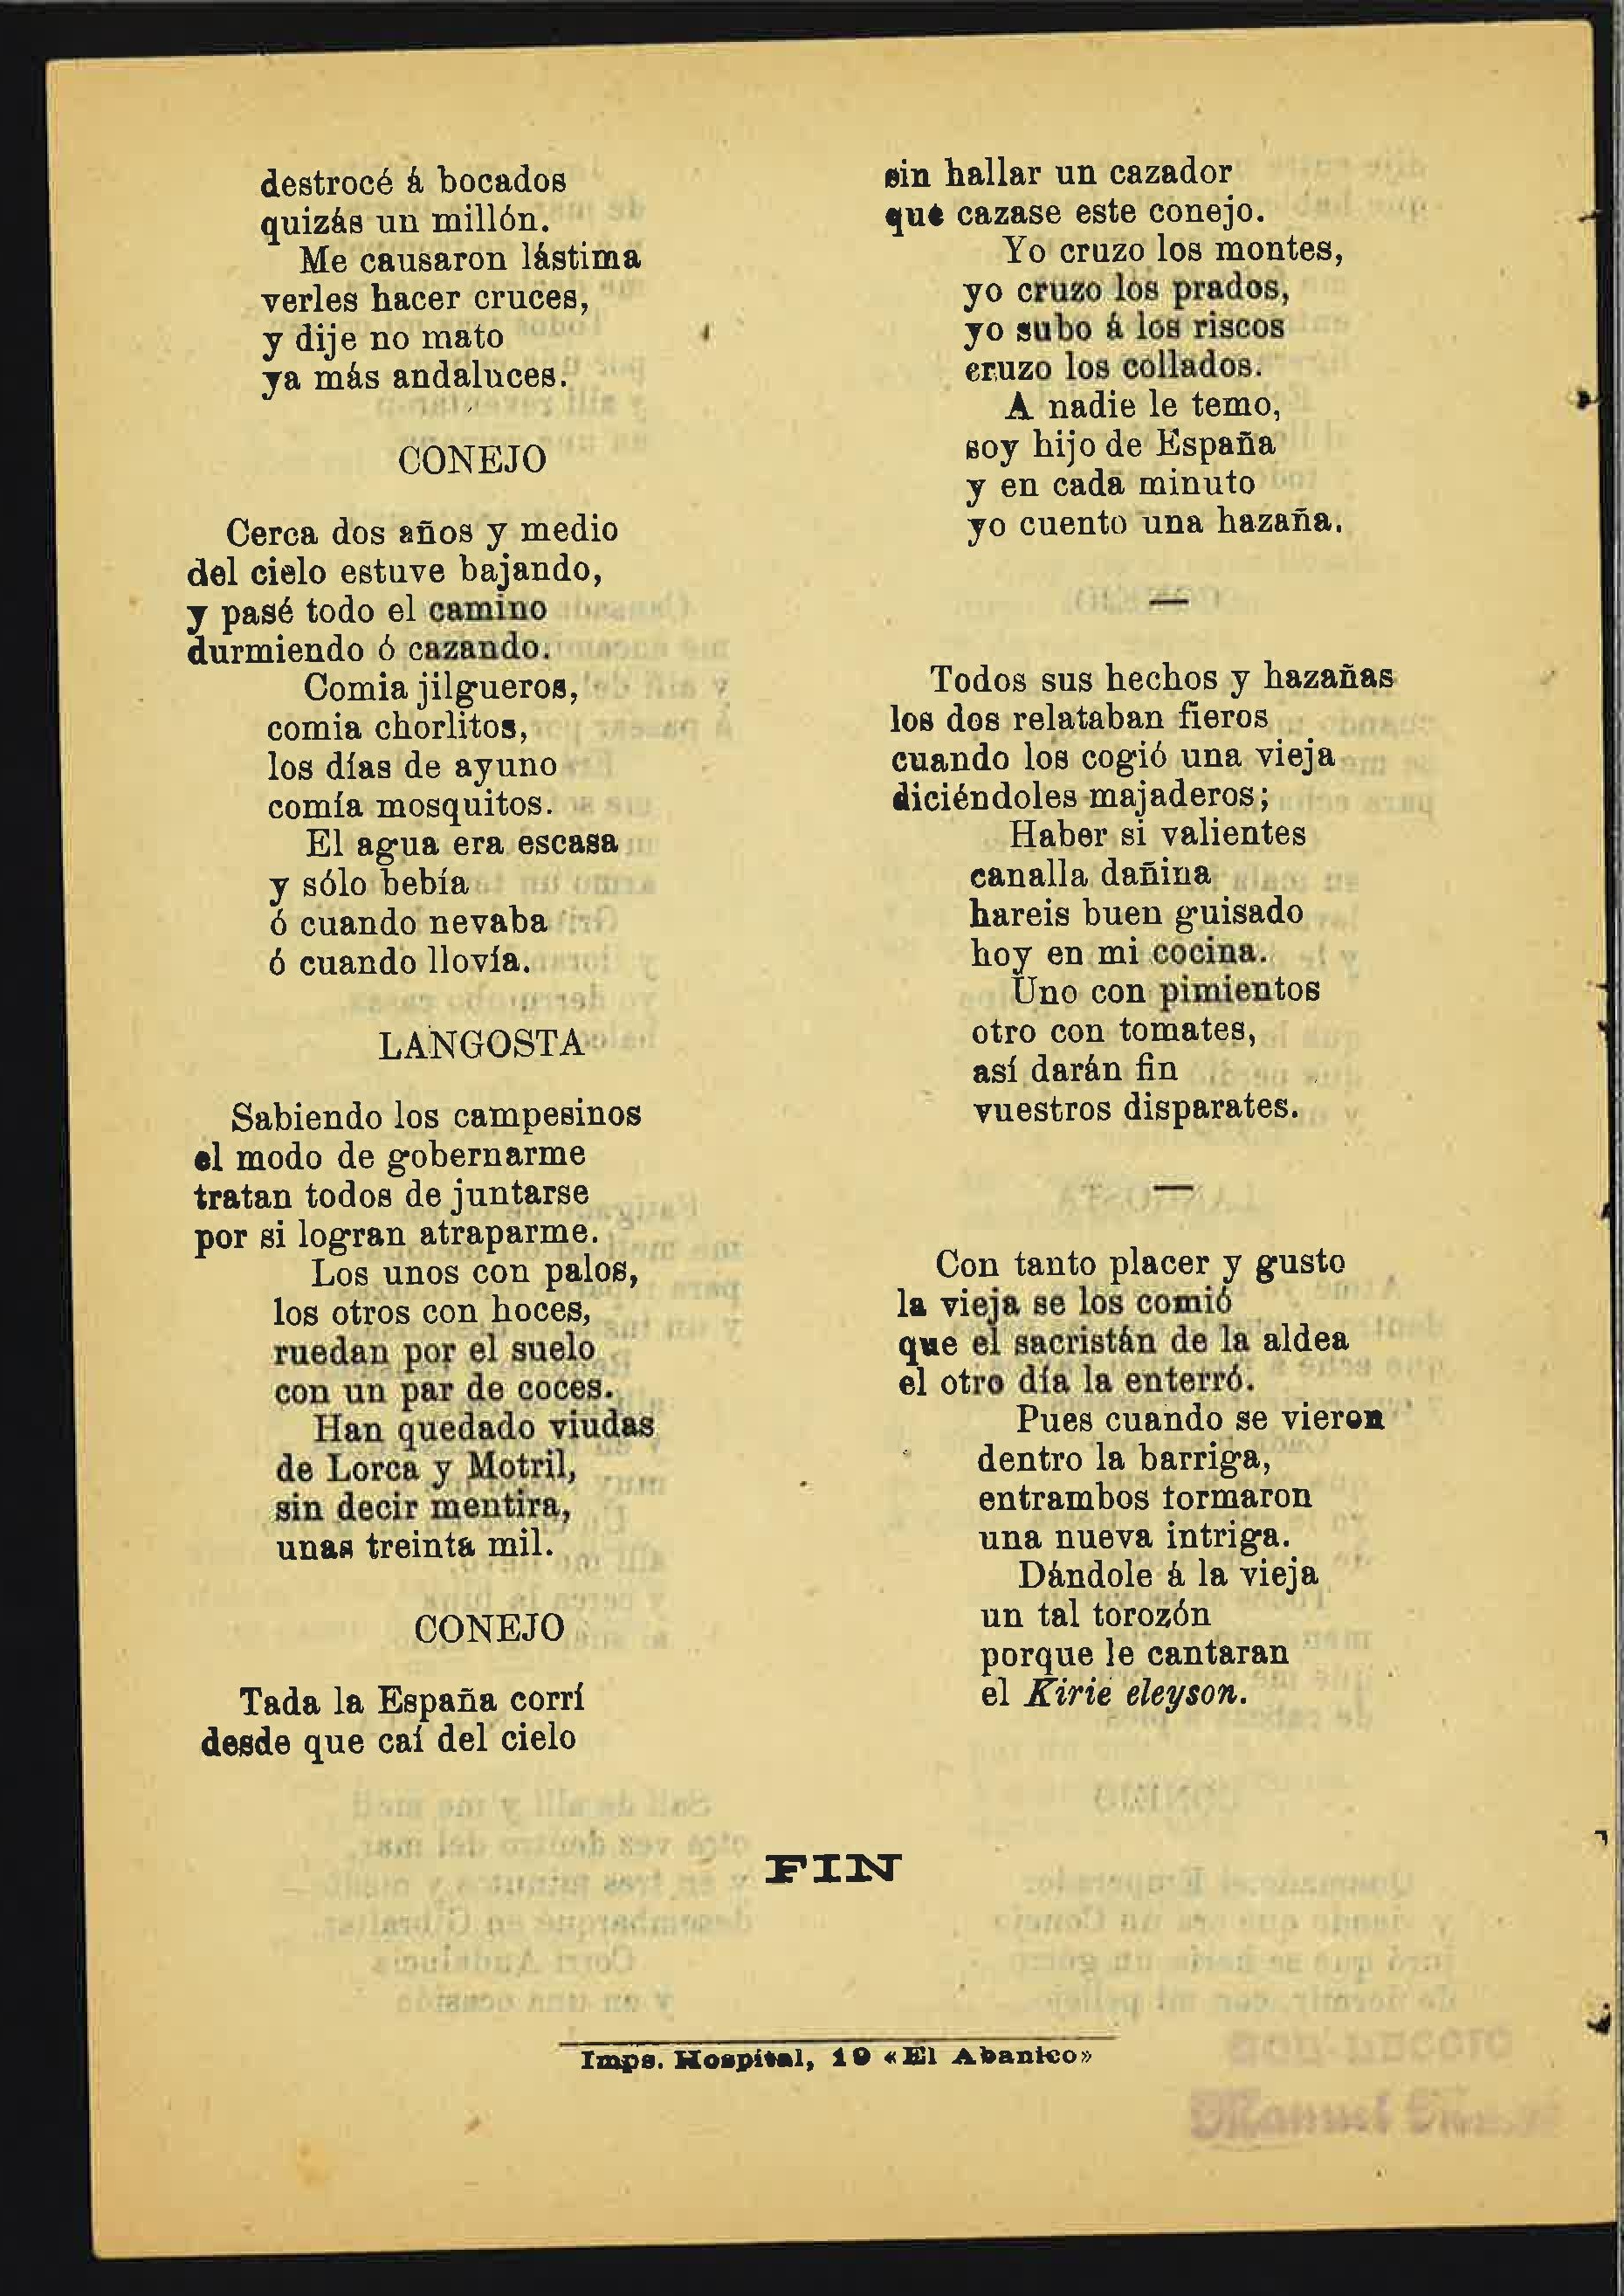 destrocé á bocados
quizás un millón.
Me causaron lástima
verles hacer cruces,
y dije no mato
ya más andaluces.
CONEJO
Cerca dos años y medio
del cielo estuve bajando,
y pasé todo el camino
durmiendo ó cazando.
Comia jilgueros,
comia chorlitos,
los días de ayuno
comía mosquitos.
El agua era escasa
y sólo bebía
ó cuando nevaba
ó cuando llovía.
LANGOSTA
Sabiendo los campesinos
el modo de gobernarme
tratan todos de juntarse
por si logran atraparme.
Los unos con palos,
los otros con hoces,
ruedan por el suelo
con un par de coces.
Han quedado viudas
de Lorca y Motril,
sin decir mentira,
unas treinta mil.
CONEJO
Tada la España corrí
desde que caí del cielo
sin hallar un cazador
que cazase este conejo.
Yo cruzo los montes,
yo cruzo los prados,
yo subo á los riscos
cruzo los collados.
A nadie le temo,
soy hijo de España
y en cada minuto
yo cuento una hazaña.
—
Todos sus hechos y hazañas
los dos relataban fieros
cuando los cogió una vieja
diciéndoles majaderos;
Haber si valientes
canalla dañina
hareis buen guisado
hoy en mi cocina.
Uno con pimientos
otro con tomates,
así darán fin
vuestros disparates.
—
Con tanto placer y gusto
la vieja se los comió
que el sacristán de la aldea
el otro día la enterró.
Pues cuando se vieron
dentro la barriga,
entrambos formaron
una nueva intriga.
Dándole á la vieja
un tal torozón
porque le cantaran
el Kirie eleyson.
FIN
Imps. Hospital, 19 «El Abanico»